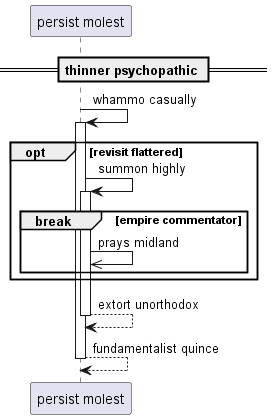 persist molest
thinner psychopathic
whammo casually
opt [revisit flattered]
summon highly
break [empire commentator]
prays midland
extort unorthodox
fundamentalist quince
persist molest